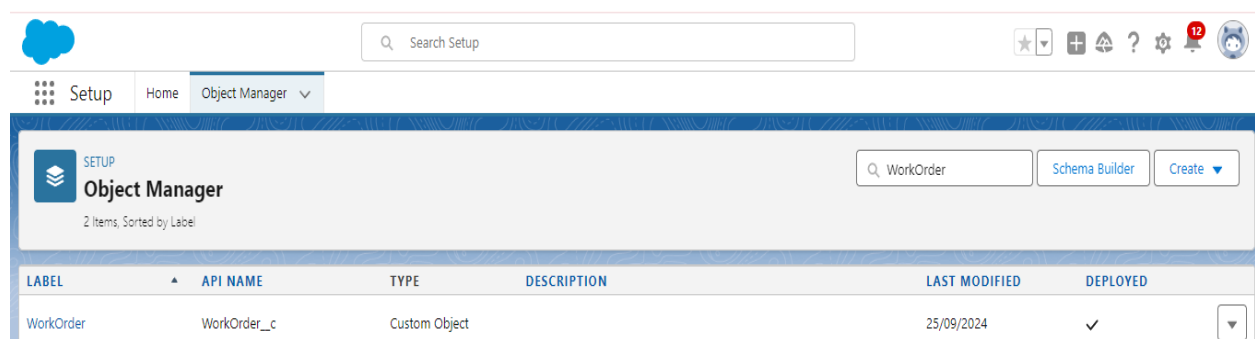 Search Setup
12
Setup Home Object Manager
SETUP
Object Manager
2 Items, Sorted by Label
WorkOrder
Schema Builder
Create
LABEL API NAME TYPE DESCRIPTION LAST MODIFIED DEPLOYED
WorkOrder WorkOrder__c Custom Object 25/09/2024